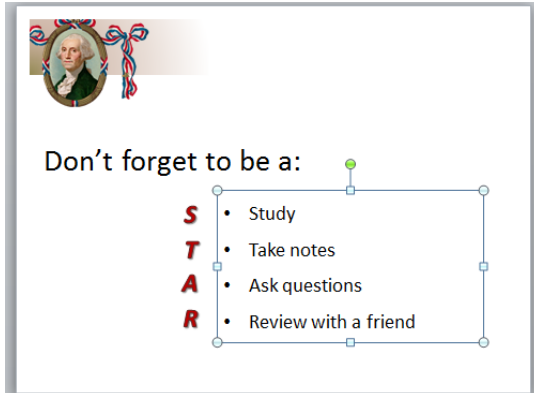 Don't forget to be a:
S • Study
T • Take notes
A • Ask questions
R • Review with a friend